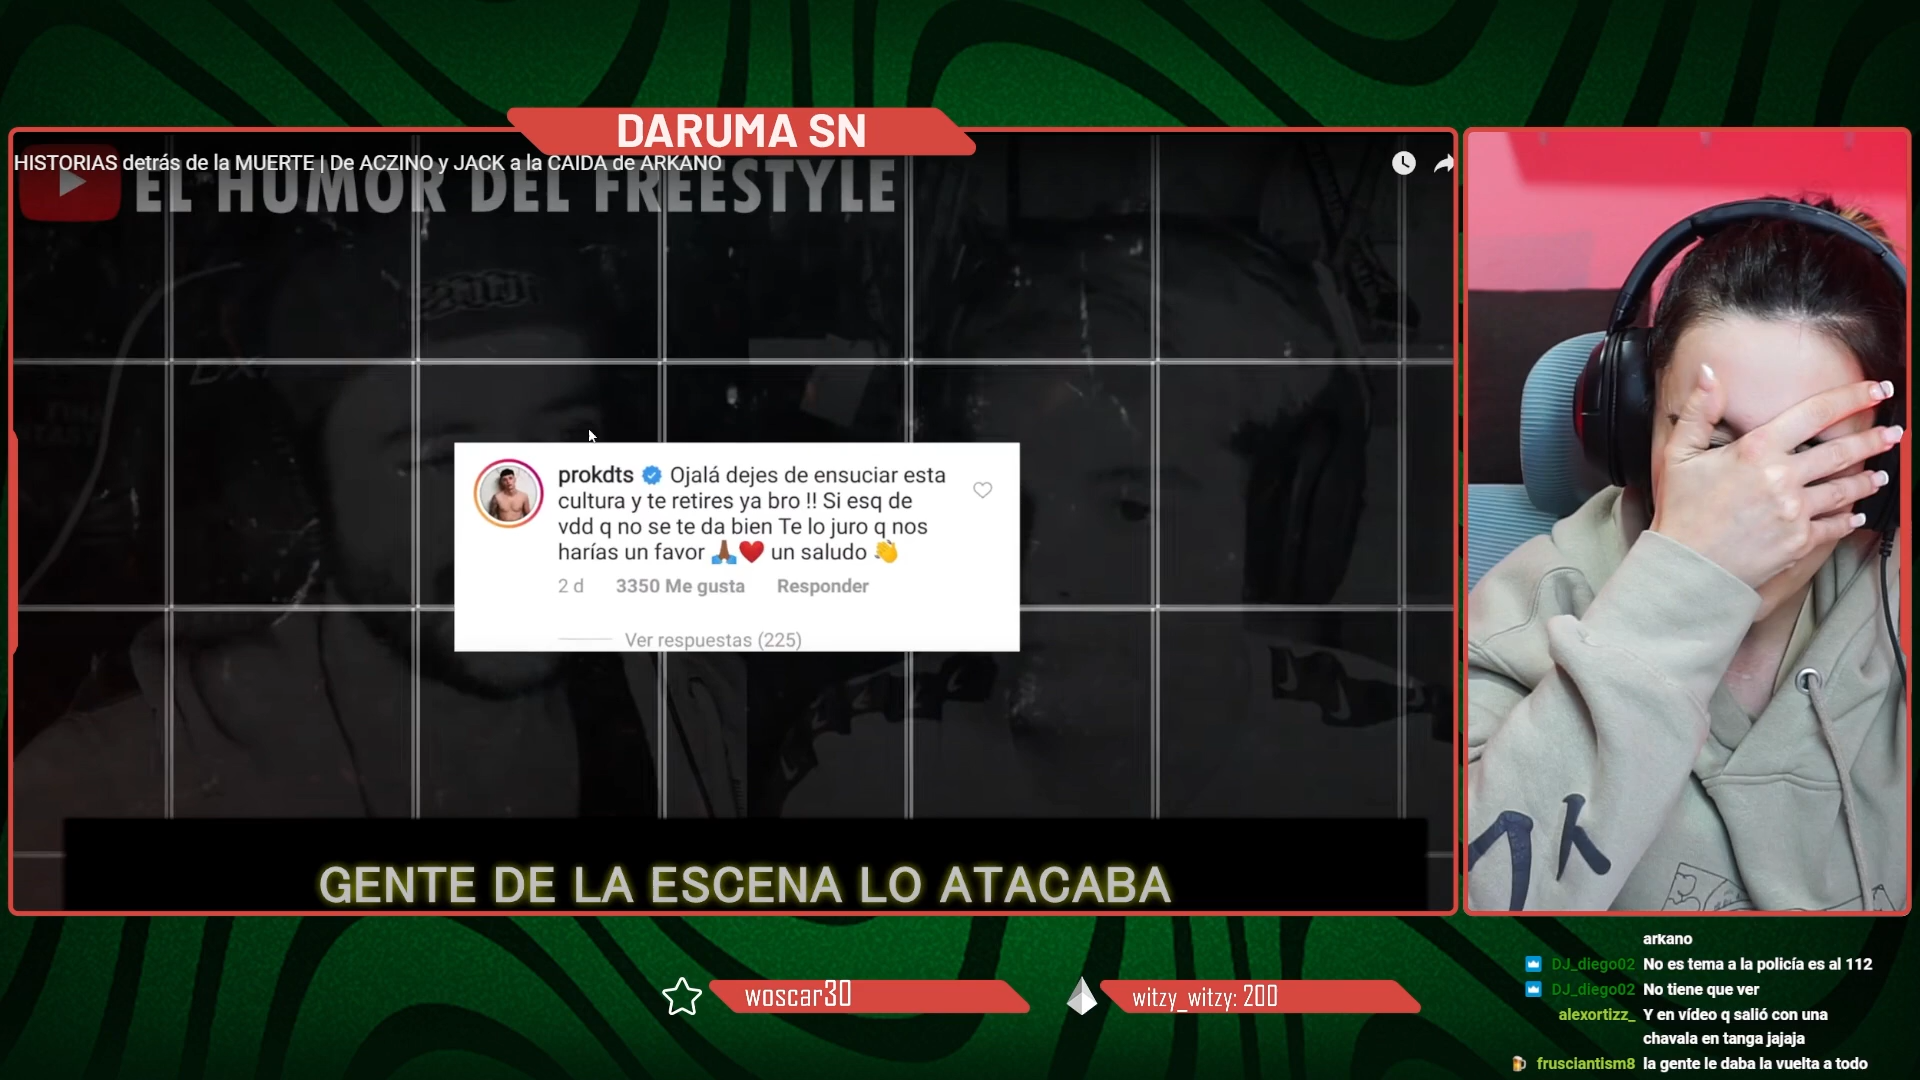 DARUMA SN
HISTORIAS detrás de la MUERTE | De ACZINO y JACK a la CAIDA de ARKANO
EL HUMOR DEL FREESTYLE
prokdts Ojalá dejes de ensuciar esta
cultura y te retires ya bro !! Si esq de
vdd q no se te da bien Te lo juro q nos
harías un favor 🙏🏾❤️ un saludo 👏
2 d 3350 Me gusta Responder
Ver respuestas (225)
GENTE DE LA ESCENA LO ATACABA
woscar30
witzy_witzy: 200
arkano
DJ_diego02 No es tema a la policía es al 112
DJ_diego02 No tiene que ver
alexortizz_ Y en vídeo q salió con una
chavala en tanga jajaja
frusciantism8 la gente le daba la vuelta a todo